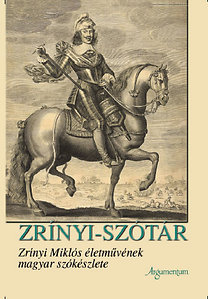 ZRÍNYI-SZÓTÁR
Zrínyi Miklós életművének
magyar szókészlete
Argumentum